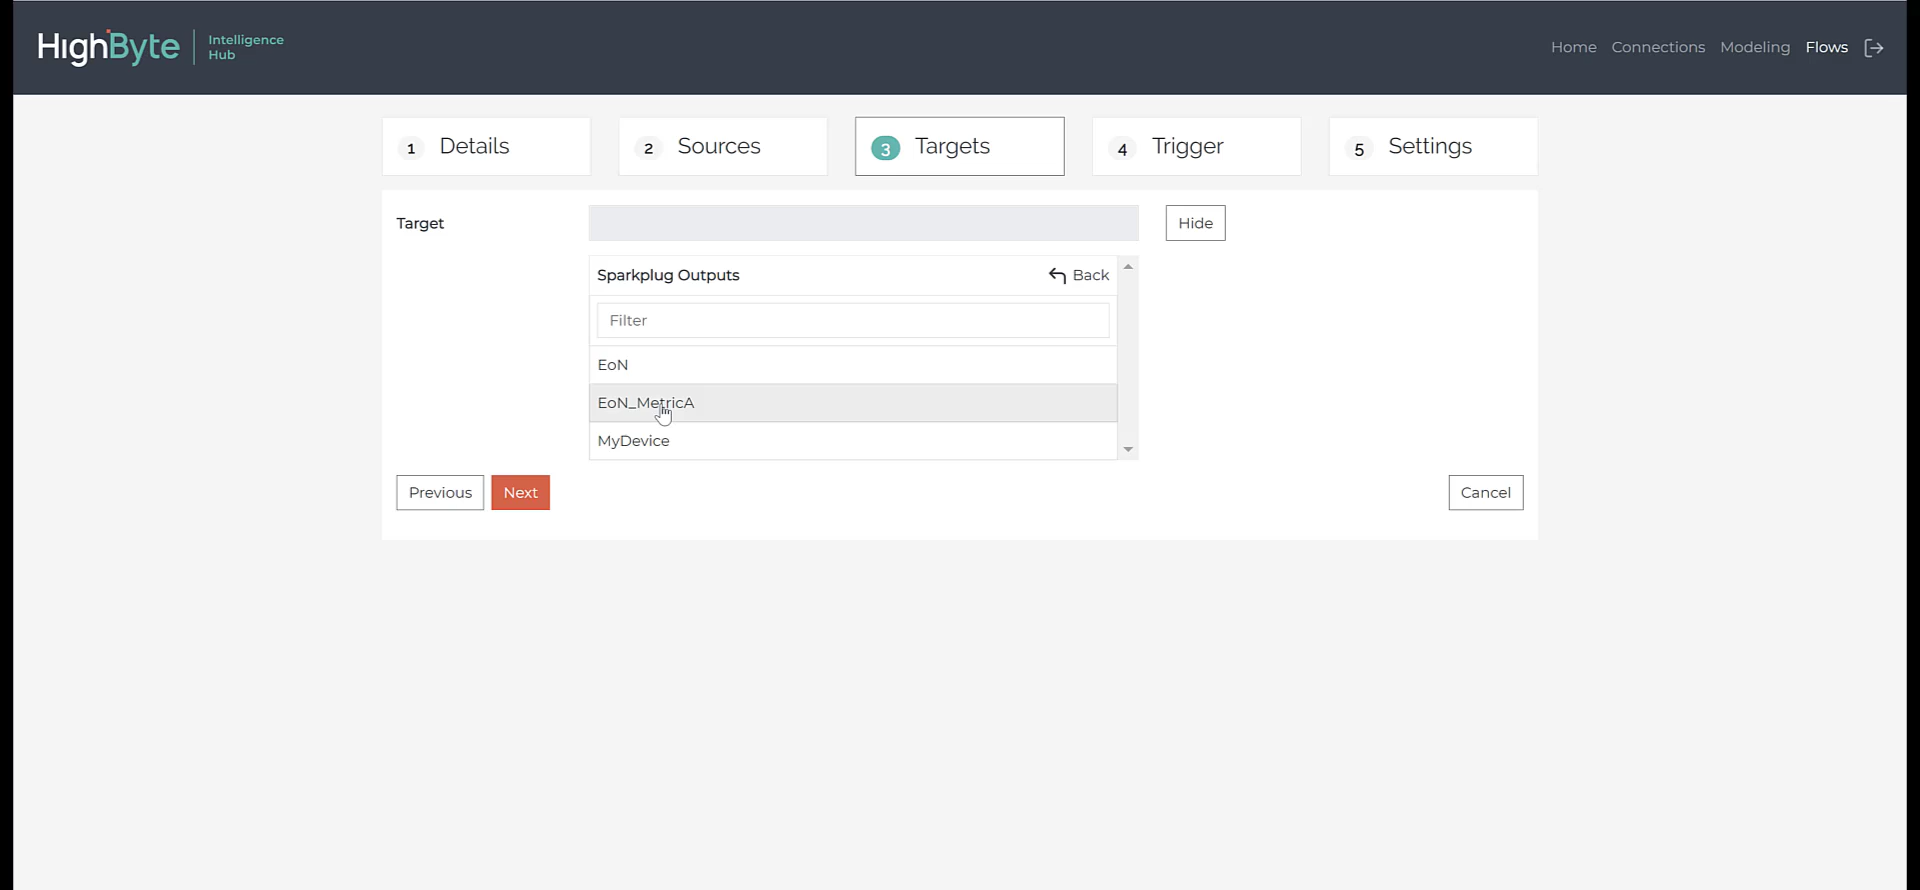 HighByte
Intelligence
Hub
Home Connections Modeling Flows
1 Details
2 Sources
3 Targets
4 Trigger
5 Settings
Target
Hide
Sparkplug Outputs
Back
Filter
EoN
EoN_MetricA
MyDevice
Previous
Next
Cancel